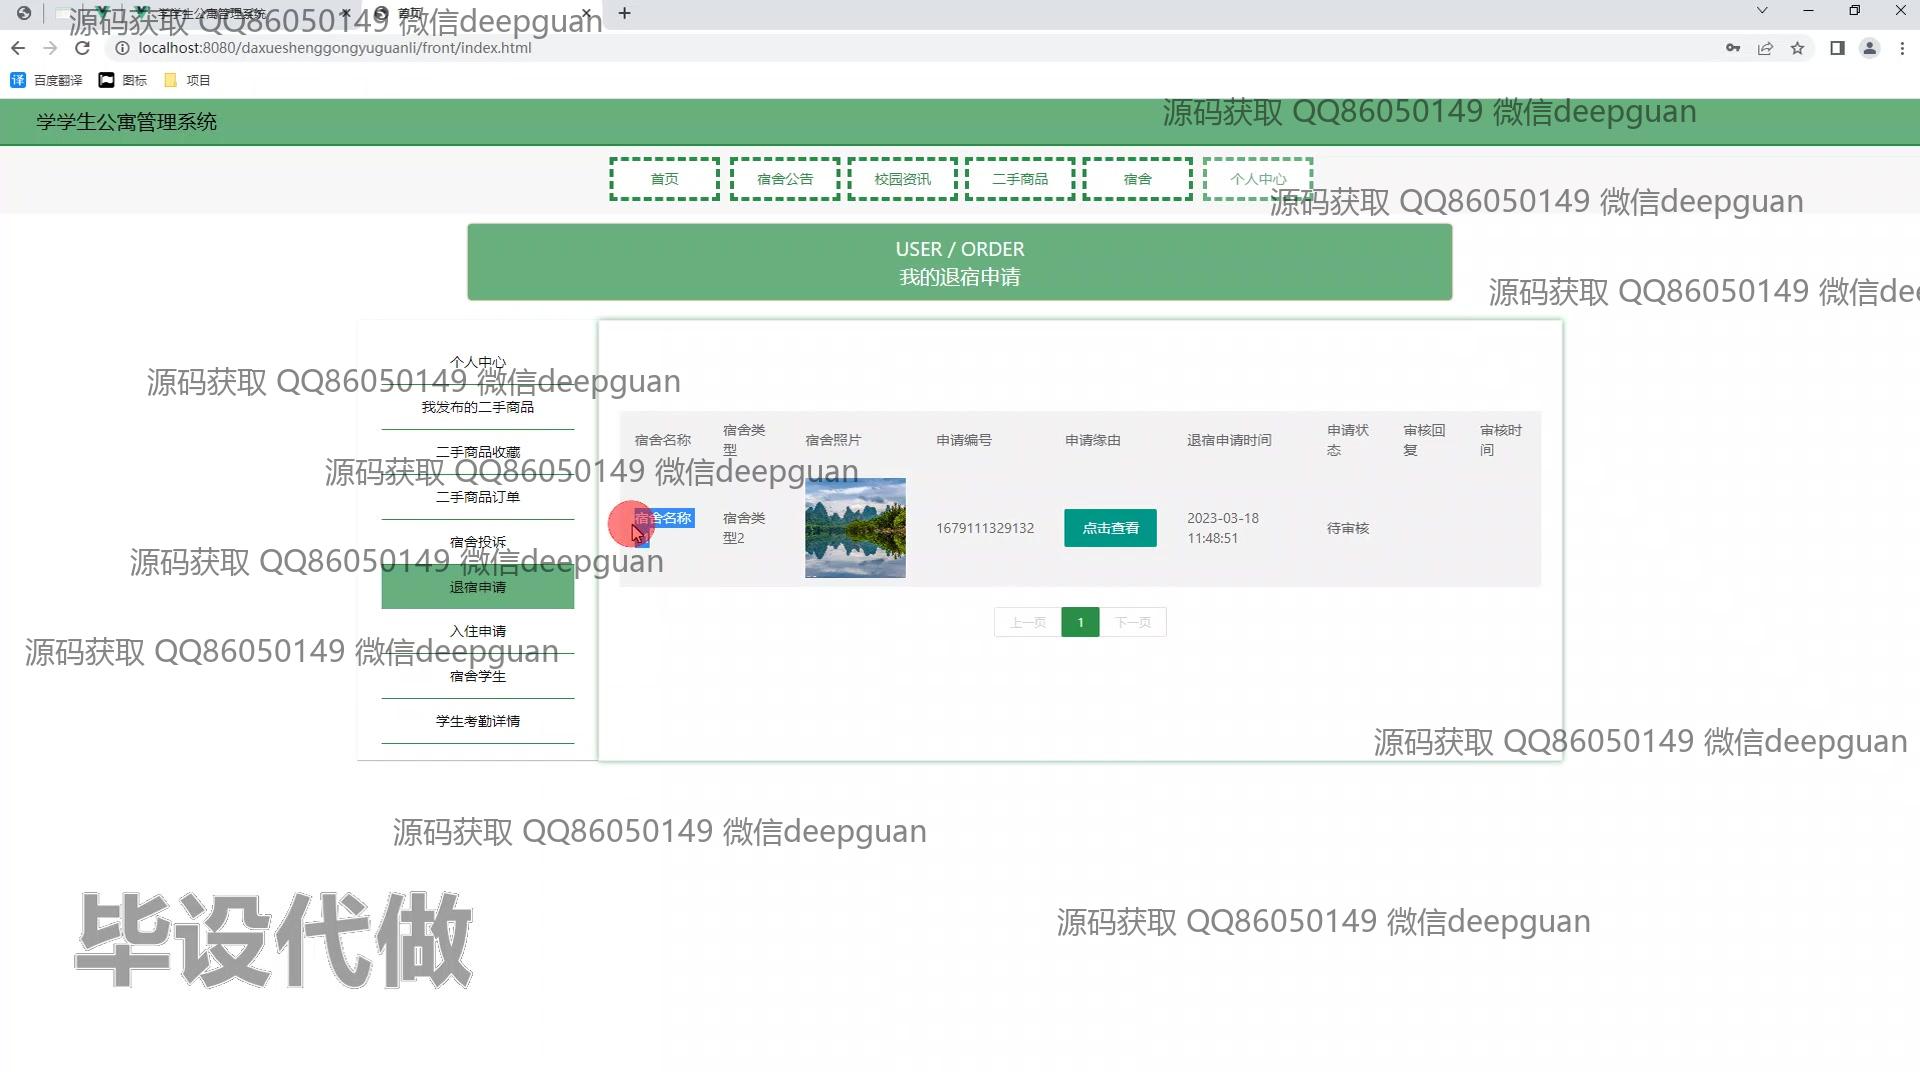 学学生公寓管理系统
首页
源码获取 QQ86050149 微信deepguan
localhost:8080/daxueshenggongyuguanli/front/index.html
百度翻译 图标 项目
学学生公寓管理系统
源码获取 QQ86050149 微信deepguan
首页 宿舍公告 校园资讯 二手商品 宿舍 个人中心
源码获取 QQ86050149 微信deepguan
USER / ORDER
我的退宿申请
源码获取 QQ86050149 微信dee
个人中心
源码获取 QQ86050149 微信deepguan
我发布的二手商品
二手商品收藏
源码获取 QQ86050149 微信deepguan
二手商品订单
宿舍投诉
源码获取 QQ86050149 微信deepguan
退宿申请
入住申请
源码获取 QQ86050149 微信deepguan
宿舍学生
学生考勤详情
宿舍名称 宿舍类型 宿舍照片 申请编号 申请缘由 退宿申请时间 申请状态 审核回复 审核时间
宿舍名称 宿舍类型2 1679111329132 点击查看 2023-03-18 11:48:51 待审核
上一页 1 下一页
源码获取 QQ86050149 微信deepguan
源码获取 QQ86050149 微信deepguan
源码获取 QQ86050149 微信deepguan
毕设代做